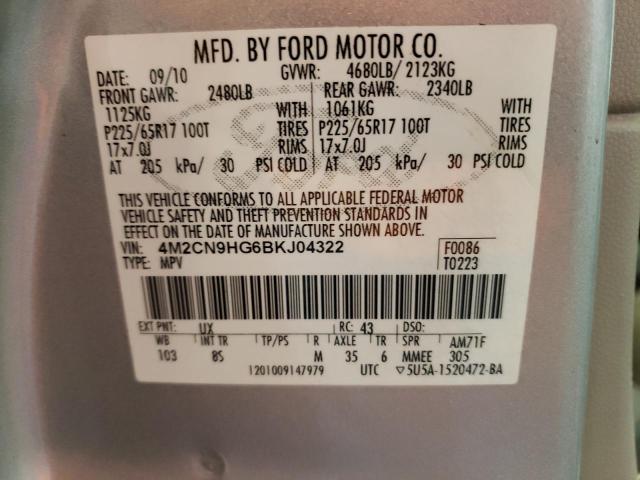 MFD. BY FORD MOTOR CO.
DATE: 09/10 GVWR: 4680LB/ 2123KG
FRONT GAWR: 2480LB REAR GAWR: 2340LB
1125KG WITH 1061KG WITH
P225/65R17 100T TIRES P225/65R17 100T TIRES
17x7.0J RIMS 17x7.0J RIMS
AT 205 kPa/ 30 PSI COLD AT 205 kPa/ 30 PSI COLD
THIS VEHICLE CONFORMS TO ALL APPLICABLE FEDERAL MOTOR
VEHICLE SAFETY AND THEFT PREVENTION STANDARDS IN
EFFECT ON THE DATE OF MANUFACTURE SHOWN ABOVE.
VIN: 4M2CN9HG6BKJ04322 F0086
TYPE: MPV T0223
EXT PNT: UX RC: 43 DSO:
WB INT TR TP/PS R AXLE TR SPR AM71F
103 8S M 35 6 MMEE 305
1201009147979 UTC ▽5U5A-1520472-BA